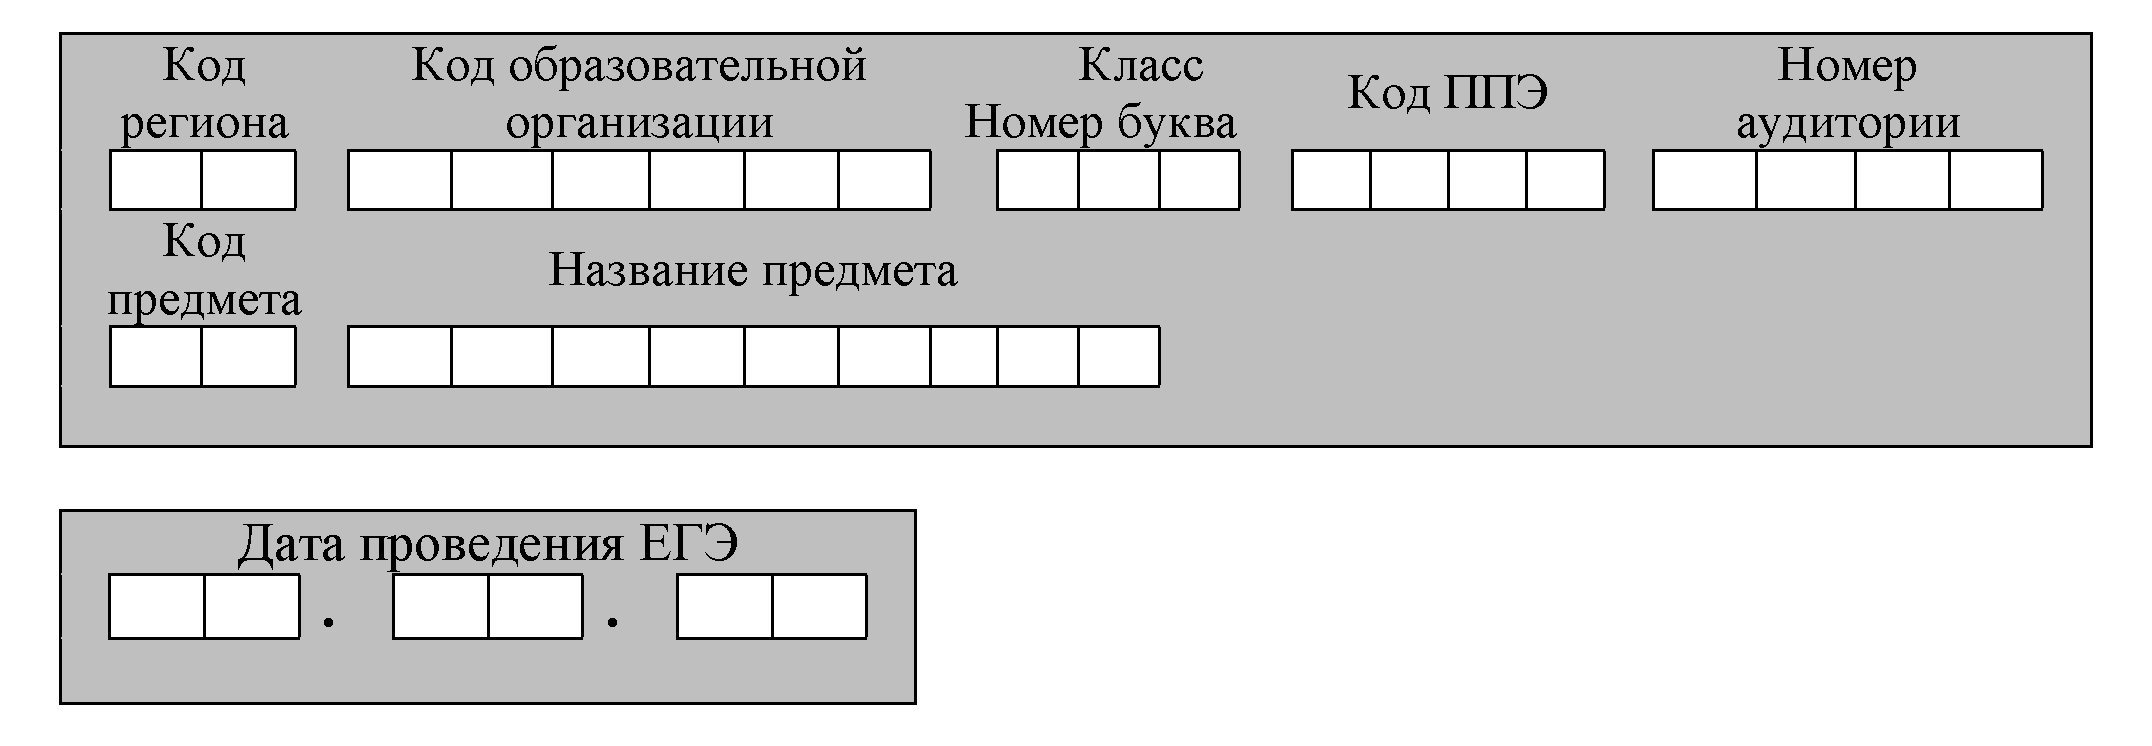 Код
региона
Код образовательной
организации
Класс
Номер буква
Код ППЭ
Номер
аудитории
Код
предмета
Название предмета
Дата проведения ЕГЭ
. .